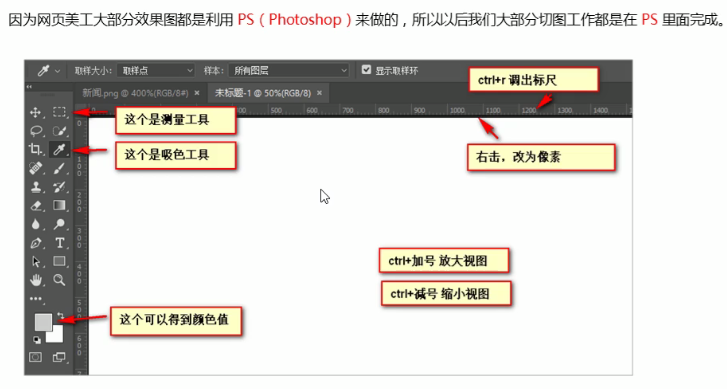 因为网页美工大部分效果图都是利用 PS（Photoshop）来做的，所以以后我们大部分切图工作都是在 PS 里面完成。
取样大小： 取样点 样本： 所有图层 显示取样环
ctrl+r 调出标尺
新闻.png @ 400%(RGB/8#) × 未标题-1 @ 50%(RGB/8) ×
0 500 600 700 800 900 1000 1100 1200 1300 1400
这个是测量工具
这个是吸色工具
右击，改为像素
ctrl+加号 放大视图
ctrl+减号 缩小视图
这个可以得到颜色值